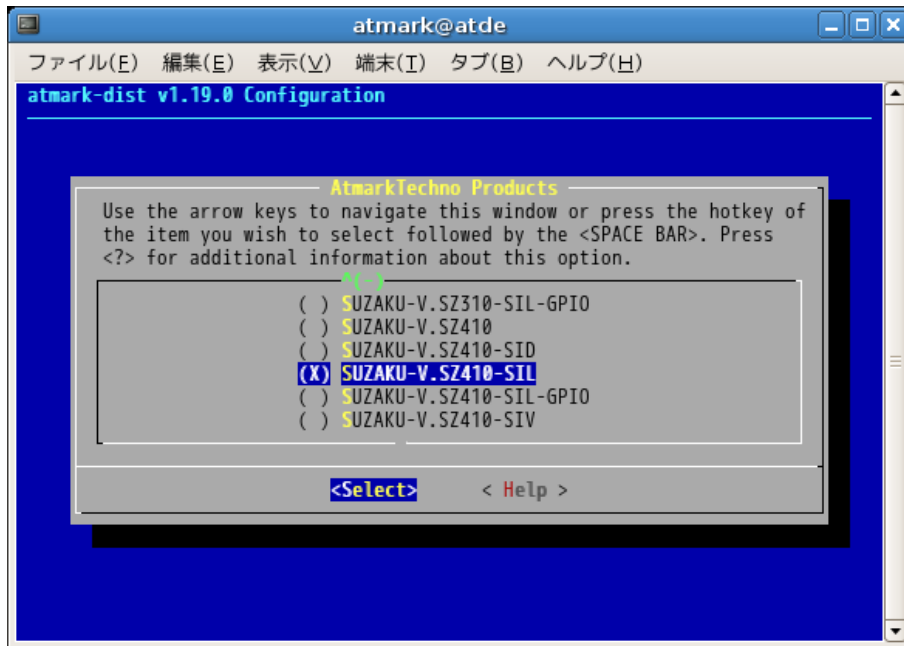 atmark@atde
ファイル(F) 編集(E) 表示(V) 端末(T) タブ(B) ヘルプ(H)
atmark-dist v1.19.0 Configuration
AtmarkTechno Products
Use the arrow keys to navigate this window or press the hotkey of
the item you wish to select followed by the <SPACE BAR>. Press
<?> for additional information about this option.
^(-)
( ) SUZAKU-V.SZ310-SIL-GPIO
( ) SUZAKU-V.SZ410
( ) SUZAKU-V.SZ410-SID
(X) SUZAKU-V.SZ410-SIL
( ) SUZAKU-V.SZ410-SIL-GPIO
( ) SUZAKU-V.SZ410-SIV
<Select> < Help >